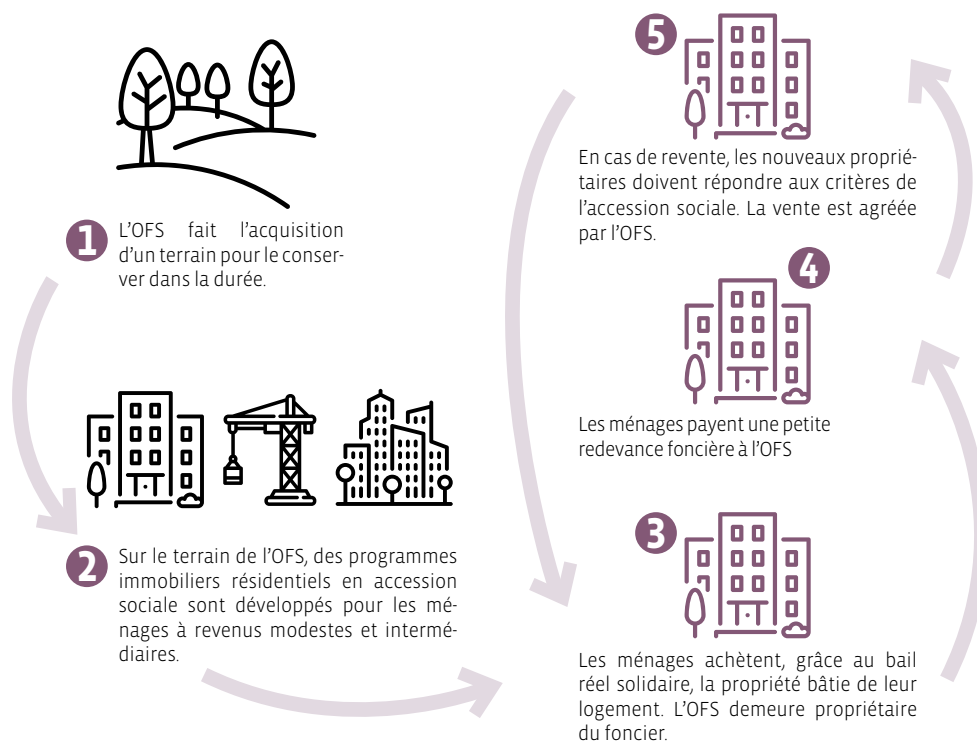 1
L’OFS fait l’acquisition
d’un terrain pour le conser-
ver dans la durée.
2
Sur le terrain de l’OFS, des programmes
immobiliers résidentiels en accession
sociale sont développés pour les mé-
nages à revenus modestes et intermé-
diaires.
3
Les ménages achètent, grâce au bail
réel solidaire, la propriété bâtie de leur
logement. L’OFS demeure propriétaire
du foncier.
4
Les ménages payent une petite
redevance foncière à l’OFS
5
En cas de revente, les nouveaux proprié-
taires doivent répondre aux critères de
l’accession sociale. La vente est agréée
par l’OFS.